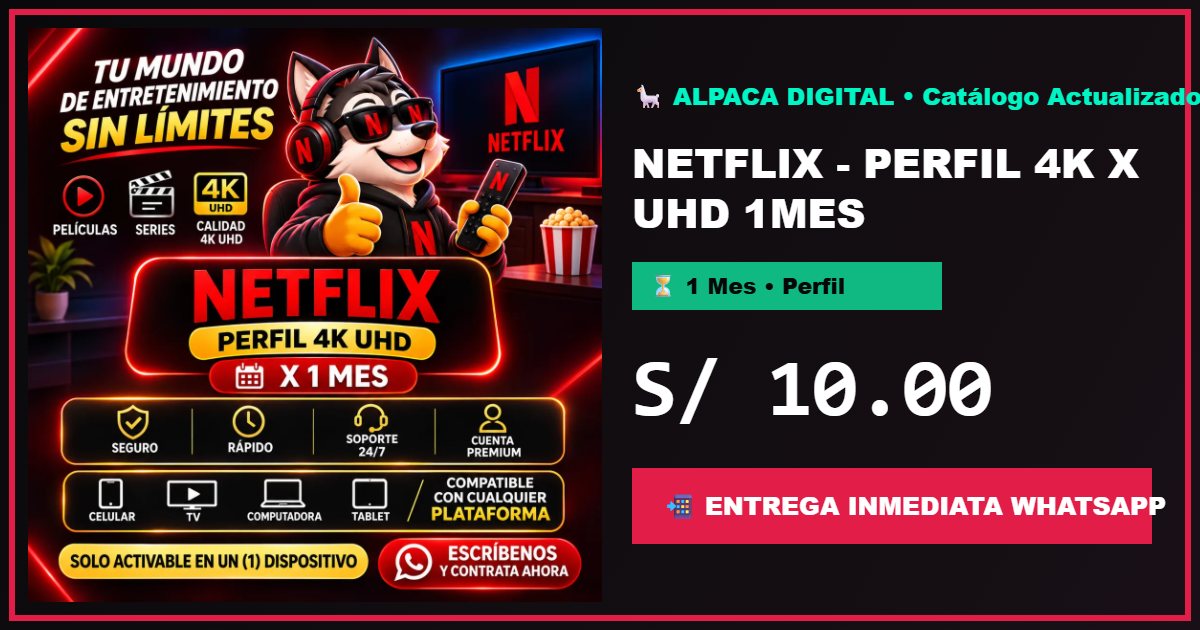 TU MUNDO
DE ENTRETENIMIENTO
SIN LÍMITES
PELÍCULAS
SERIES
4K
UHD
CALIDAD
4K UHD
N
N
N
N
NETFLIX
N
N
NETFLIX
PERFIL 4K UHD
X 1 MES
SEGURO
RÁPIDO
SOPORTE
24/7
CUENTA
PREMIUM
CELULAR
TV
COMPUTADORA
TABLET
COMPATIBLE
CON CUALQUIER
PLATAFORMA
SOLO ACTIVABLE EN UN (1) DISPOSITIVO
ESCRÍBENOS
Y CONTRATA AHORA
🦙 ALPACA DIGITAL • Catálogo Actualizado
NETFLIX - PERFIL 4K X
UHD 1MES
⏳ 1 Mes • Perfil
S/ 10.00
📲 ENTREGA INMEDIATA WHATSAPP